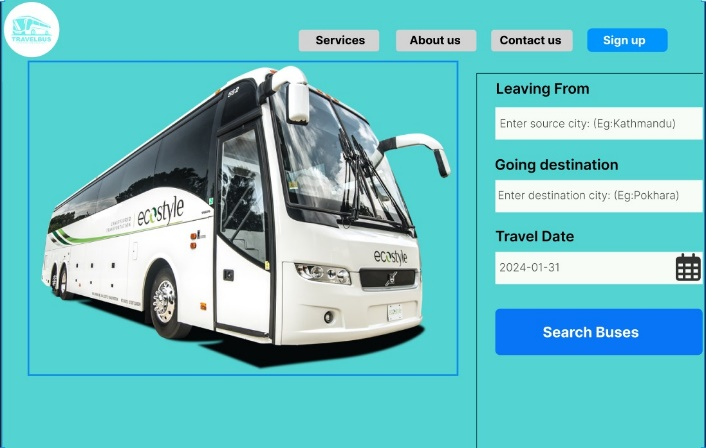 TRAVELBUS
Services
About us
Contact us
Sign up
552
ecostyle
ecostyle
Leaving From
Enter source city: (Eg:Kathmandu)
Going destination
Enter destination city: (Eg:Pokhara)
Travel Date
2024-01-31
Search Buses